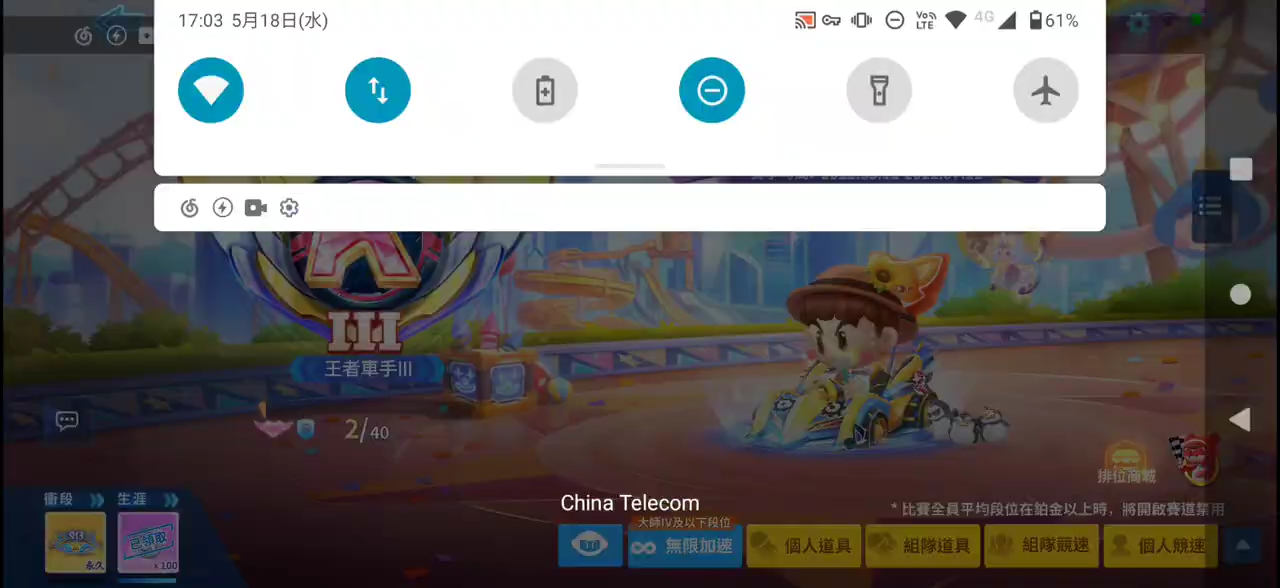 17:03 5月18日(水)
Vo)) LTE
4G
61%
III
王者車手III
2/40
排位商城
衝段
生涯
永久
已領取
x100
China Telecom
*比賽全員平均段位在鉑金以上時，將開啟賽道禁用
大師IV及以下段位
無限加速
個人道具
組隊道具
組隊競速
個人競速